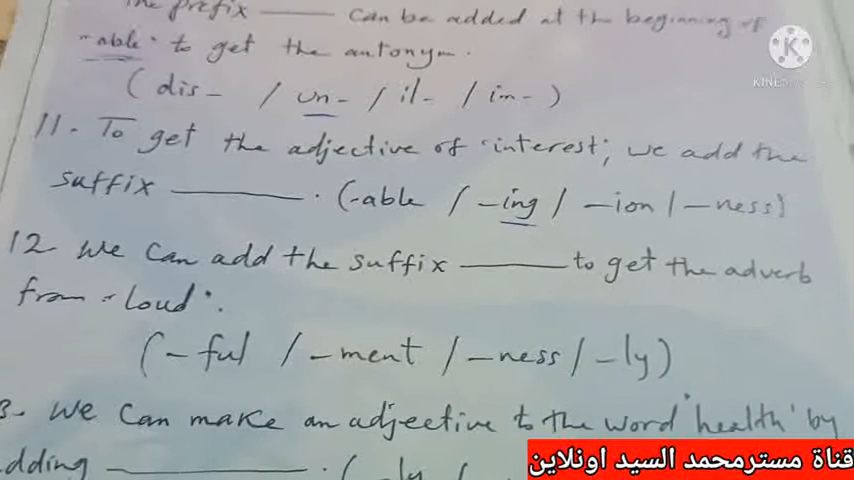 The prefix ——— can be added at the beginning of
"able" to get the antonym.
( dis- / un- / il- / im- )
11. To get the adjective of 'interest', we add the
suffix ———. (-able / -ing / -ion / -ness)
12 We can add the suffix ——— to get the adverb
from "loud".
(-ful / -ment / -ness / -ly)
3. We can make an adjective to the word 'health' by
adding ———. ( -ly /
KINEMASTER
قناة مسترمحمد السيد اونلاين